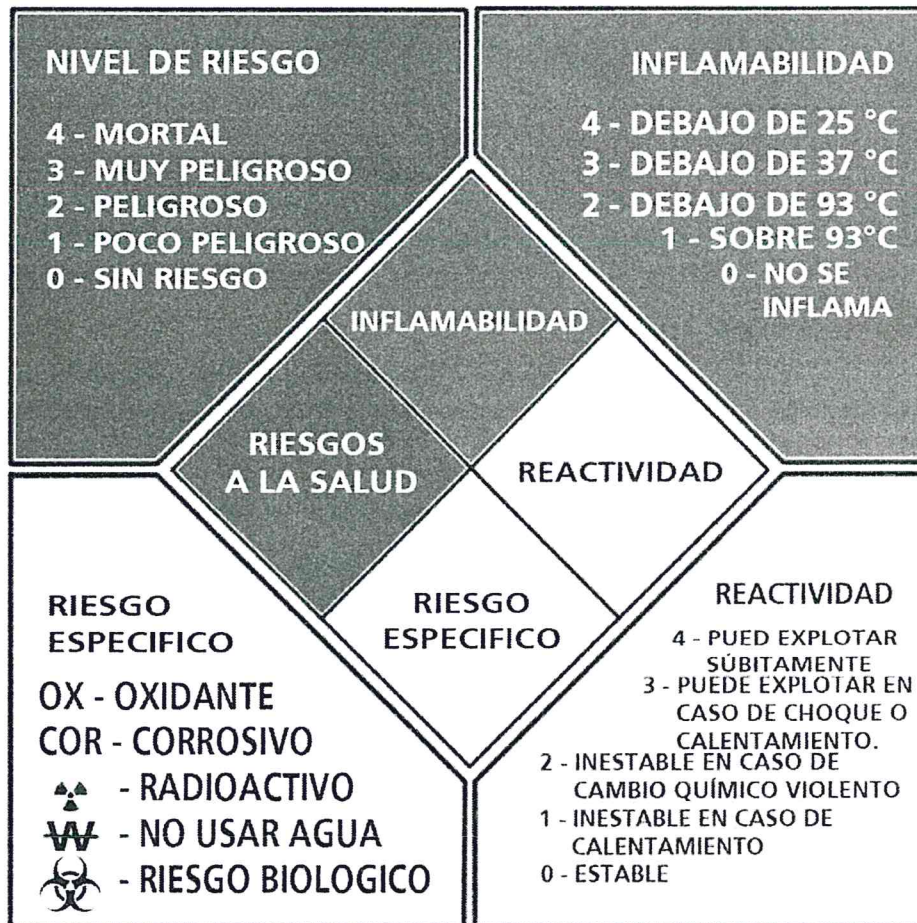 NIVEL DE RIESGO
4 - MORTAL
3 - MUY PELIGROSO
2 - PELIGROSO
1 - POCO PELIGROSO
0 - SIN RIESGO
INFLAMABILIDAD
4 - DEBAJO DE 25 °C
3 - DEBAJO DE 37 °C
2 - DEBAJO DE 93 °C
1 - SOBRE 93°C
0 - NO SE
INFLAMA
INFLAMABILIDAD
RIESGOS
A LA SALUD
REACTIVIDAD
RIESGO
ESPECIFICO
RIESGO
ESPECIFICO
OX - OXIDANTE
COR - CORROSIVO
- RADIOACTIVO
W - NO USAR AGUA
- RIESGO BIOLOGICO
REACTIVIDAD
4 - PUED EXPLOTAR
SÚBITAMENTE
3 - PUEDE EXPLOTAR EN
CASO DE CHOQUE O
CALENTAMIENTO.
2 - INESTABLE EN CASO DE
CAMBIO QUÍMICO VIOLENTO
1 - INESTABLE EN CASO DE
CALENTAMIENTO
0 - ESTABLE